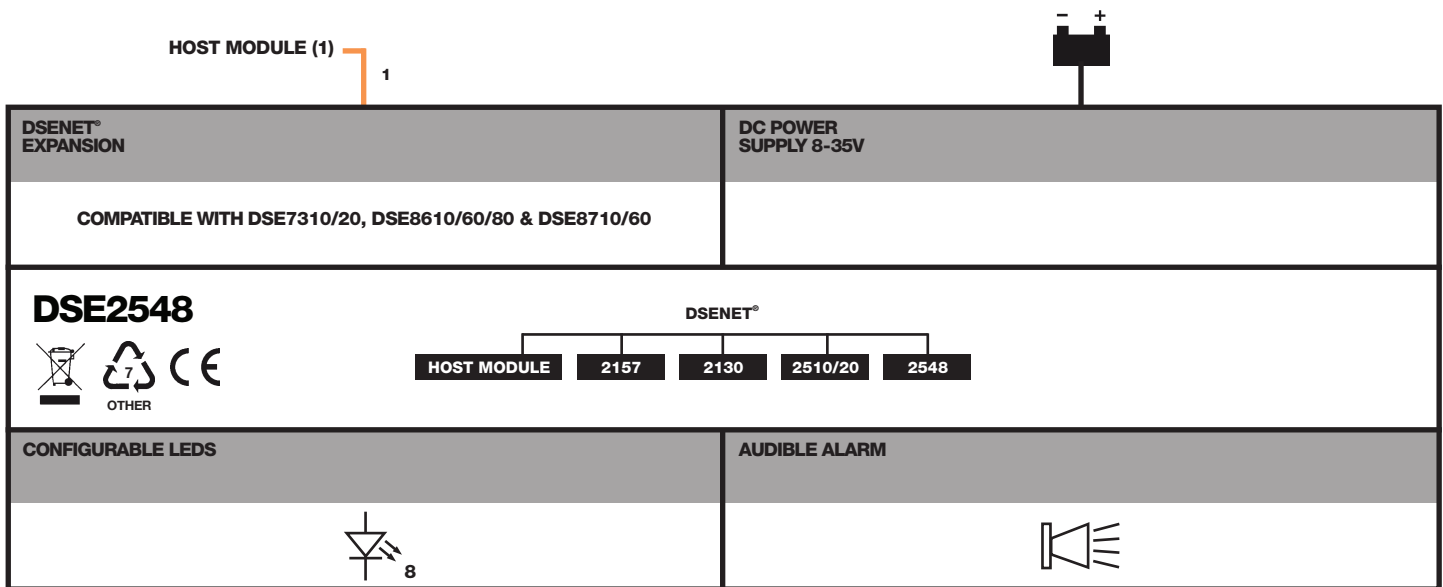 HOST MODULE (1)
1
− +
DSENET®
EXPANSION
DC POWER
SUPPLY 8-35V
COMPATIBLE WITH DSE7310/20, DSE8610/60/80 & DSE8710/60
DSE2548
7
OTHER
CE
DSENET®
HOST MODULE 2157 2130 2510/20 2548
CONFIGURABLE LEDS
AUDIBLE ALARM
8